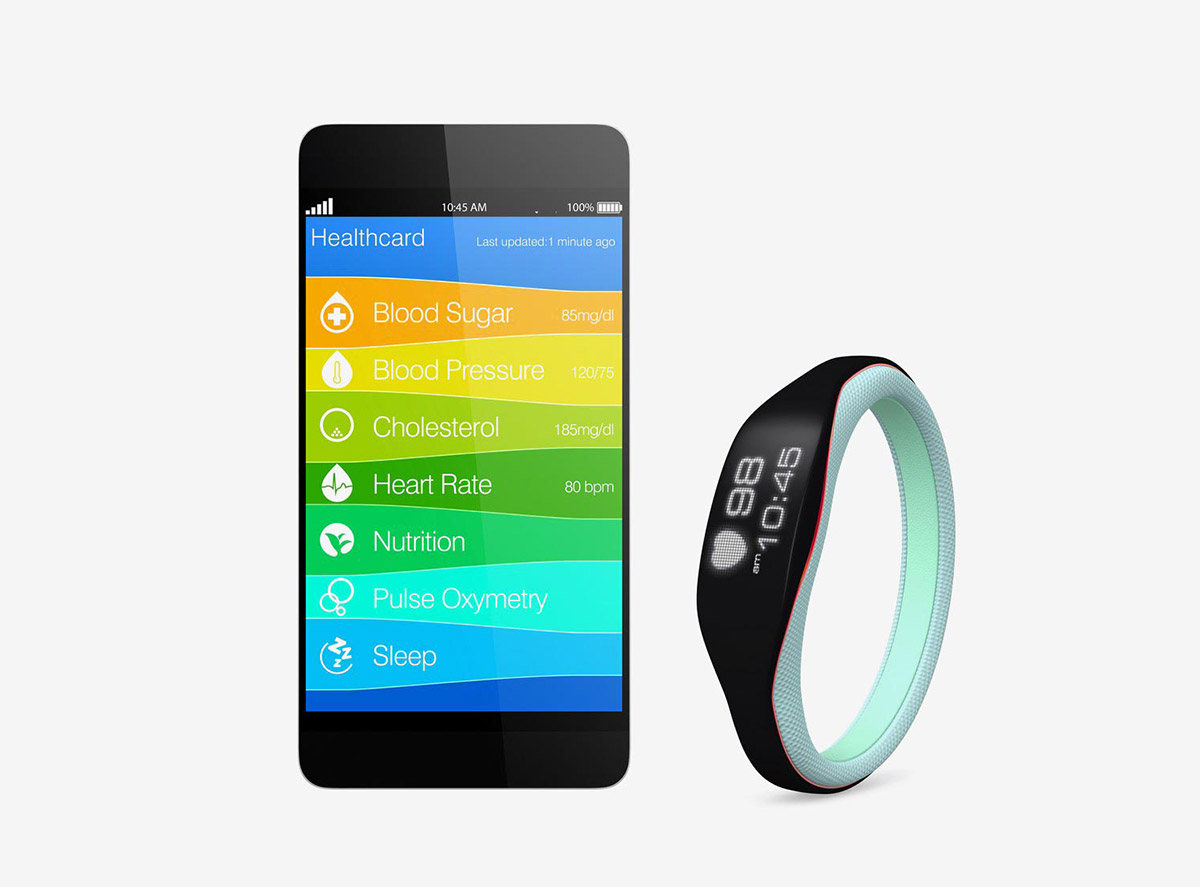 10:45 AM 100%
Healthcard Last updated:1 minute ago
Blood Sugar 85mg/dl
Blood Pressure 120/75
Cholesterol 185mg/dl
Heart Rate 80 bpm
Nutrition
Pulse Oxymetry
Sleep
98
am 10:45